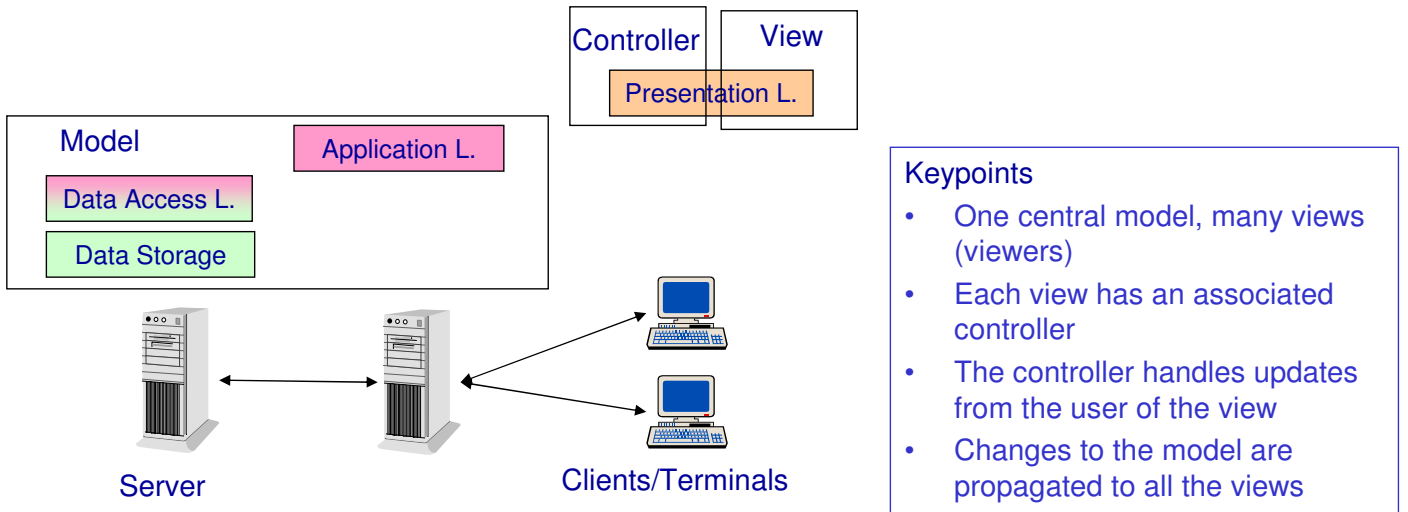 Controller
View
Presentation L.
Model
Application L.
Data Access L.
Data Storage
Server
Clients/Terminals
Keypoints
• One central model, many views
(viewers)
• Each view has an associated
controller
• The controller handles updates
from the user of the view
• Changes to the model are
propagated to all the views